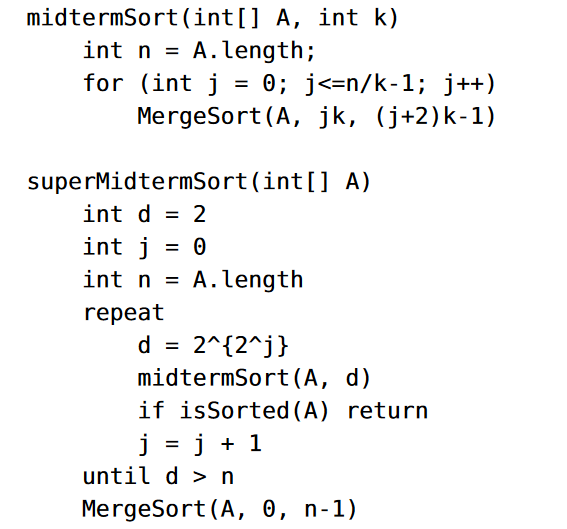 midtermSort(int[] A, int k)
    int n = A.length;
    for (int j = 0; j<=n/k-1; j++)
        MergeSort(A, jk, (j+2)k-1)

superMidtermSort(int[] A)
    int d = 2
    int j = 0
    int n = A.length
    repeat
        d = 2^{2^j}
        midtermSort(A, d)
        if isSorted(A) return
        j = j + 1
    until d > n
    MergeSort(A, 0, n-1)